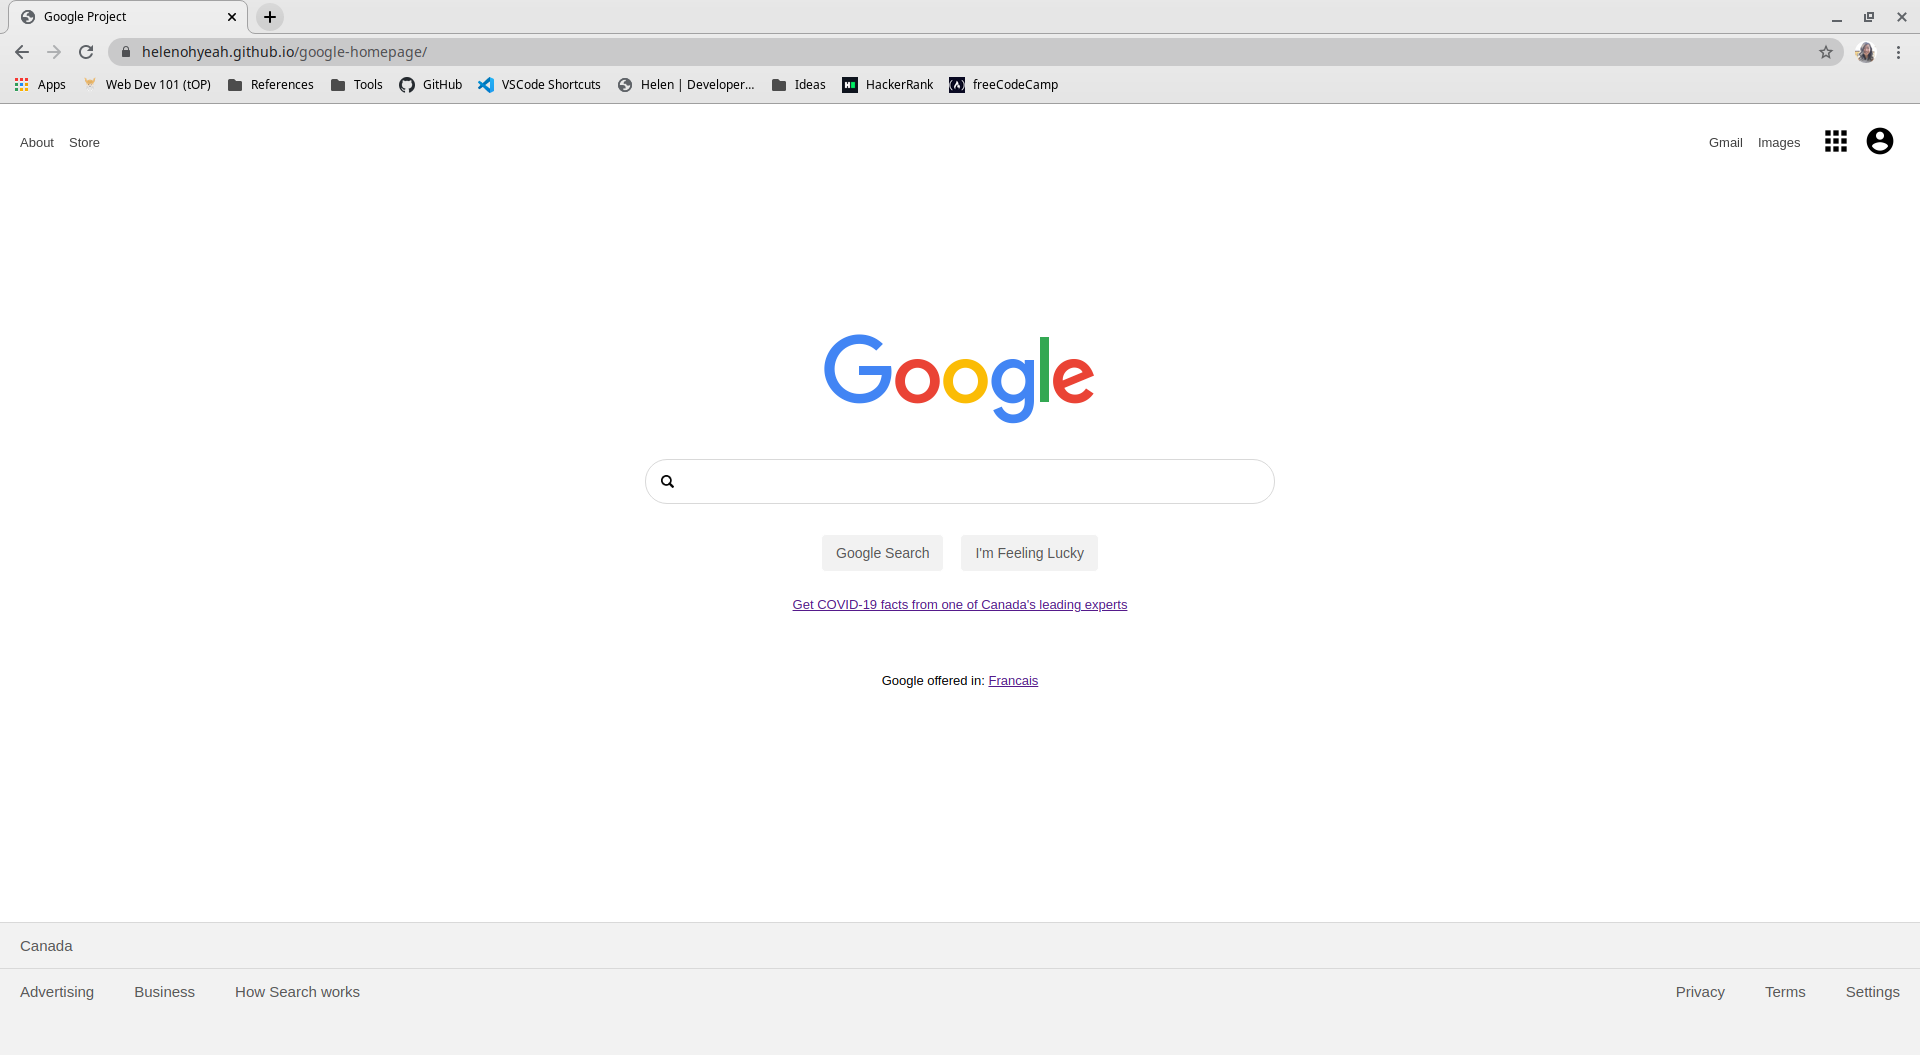 Google Project
helenohyeah.github.io/google-homepage/
Apps Web Dev 101 (tOP) References Tools GitHub VSCode Shortcuts Helen | Developer... Ideas HackerRank freeCodeCamp
About Store Gmail Images
Google
Google Search I'm Feeling Lucky
Get COVID-19 facts from one of Canada's leading experts
Google offered in: Francais
Canada
Advertising Business How Search works Privacy Terms Settings